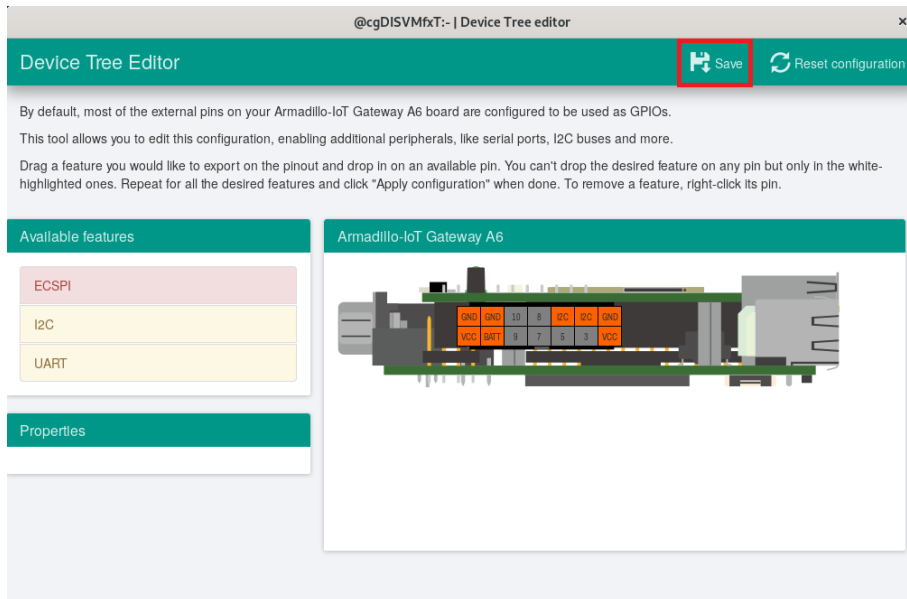 @cgDISVMfxT:- | Device Tree editor ×
Device Tree Editor
Save
Reset configuration
By default, most of the external pins on your Armadillo-IoT Gateway A6 board are configured to be used as GPIOs.
This tool allows you to edit this configuration, enabling additional peripherals, like serial ports, I2C buses and more.
Drag a feature you would like to export on the pinout and drop in on an available pin. You can't drop the desired feature on any pin but only in the white-
highlighted ones. Repeat for all the desired features and click "Apply configuration" when done. To remove a feature, right-click its pin.
Available features
ECSPI
I2C
UART
Properties
Armadillo-IoT Gateway A6
GND GND 10 8 I2C I2C GND
VCC BATT 9 7 5 3 VCC